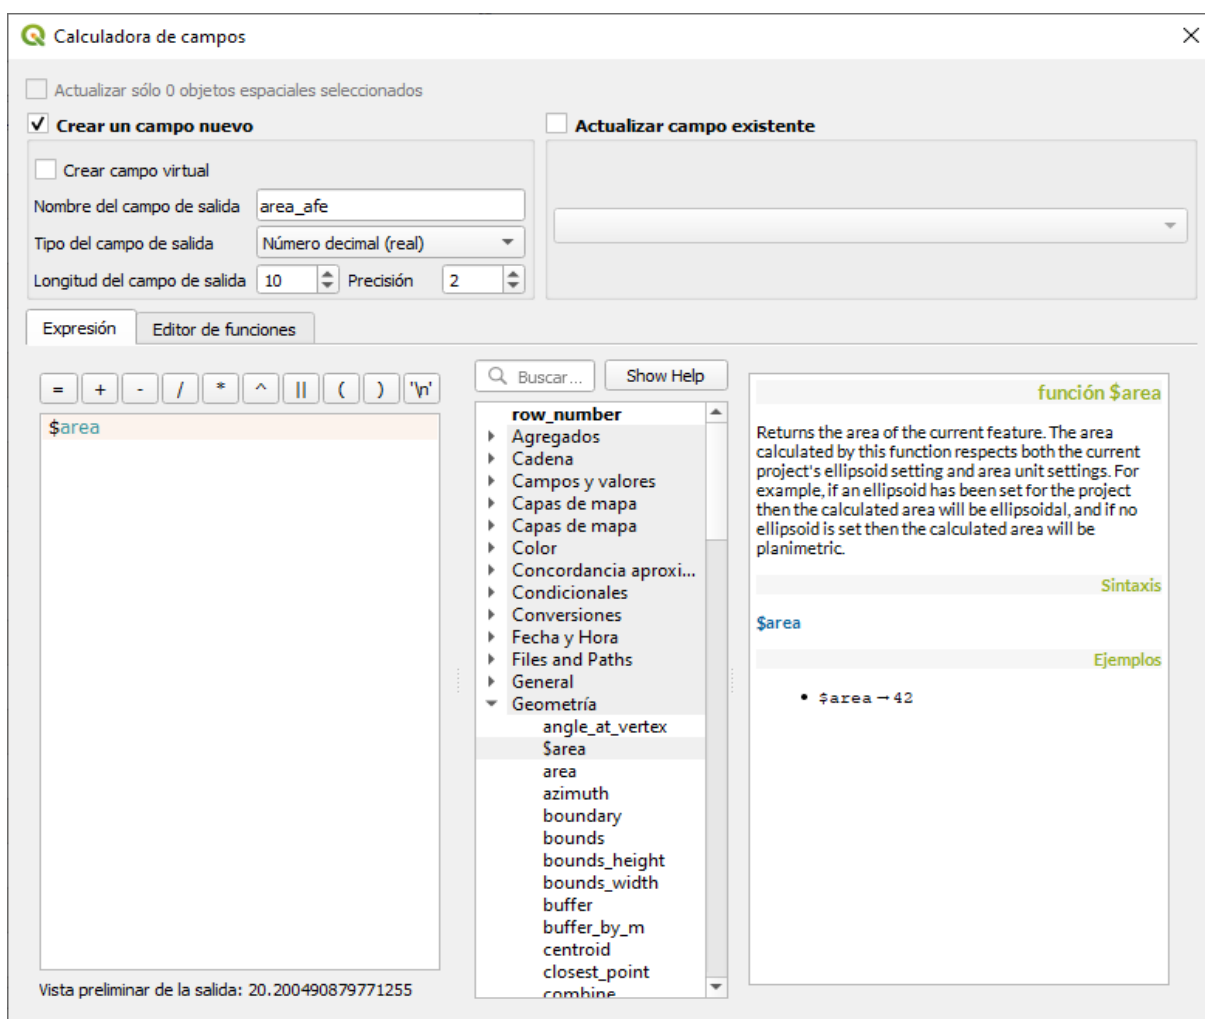 Calculadora de campos
Actualizar sólo 0 objetos espaciales seleccionados
Crear un campo nuevo
Actualizar campo existente
Crear campo virtual
Nombre del campo de salida area_afe
Tipo del campo de salida Número decimal (real)
Longitud del campo de salida 10 Precisión 2
Expresión Editor de funciones
= + - / * ^ || ( ) '\n'
$area
Vista preliminar de la salida: 20.200490879771255
Buscar... Show Help
row_number
Agregados
Cadena
Campos y valores
Capas de mapa
Capas de mapa
Color
Concordancia aproxi...
Condicionales
Conversiones
Fecha y Hora
Files and Paths
General
Geometría
angle_at_vertex
$area
area
azimuth
boundary
bounds
bounds_height
bounds_width
buffer
buffer_by_m
centroid
closest_point
combine
función $area
Returns the area of the current feature. The area
calculated by this function respects both the current
project's ellipsoid setting and area unit settings. For
example, if an ellipsoid has been set for the project
then the calculated area will be ellipsoidal, and if no
ellipsoid is set then the calculated area will be
planimetric.
Sintaxis
$area
Ejemplos
• $area → 42